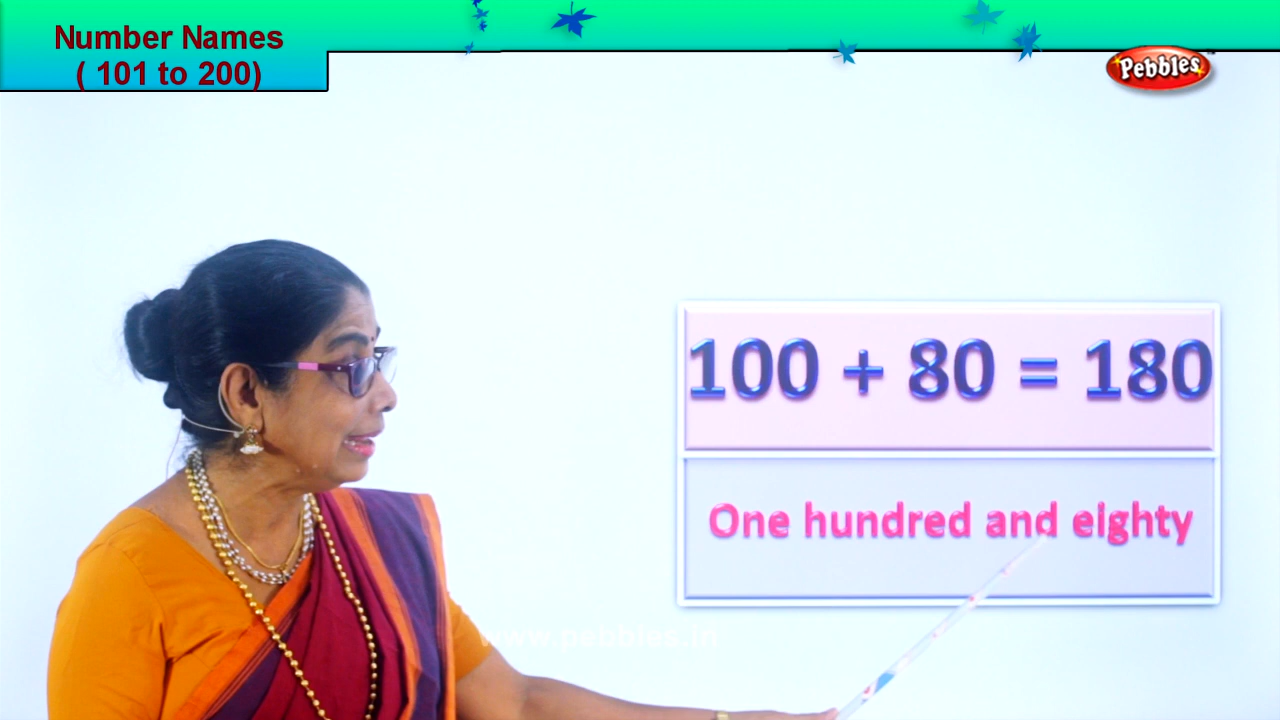 Number Names
( 101 to 200)
Pebbles
100 + 80 = 180
One hundred and eighty
www.pebbles.in